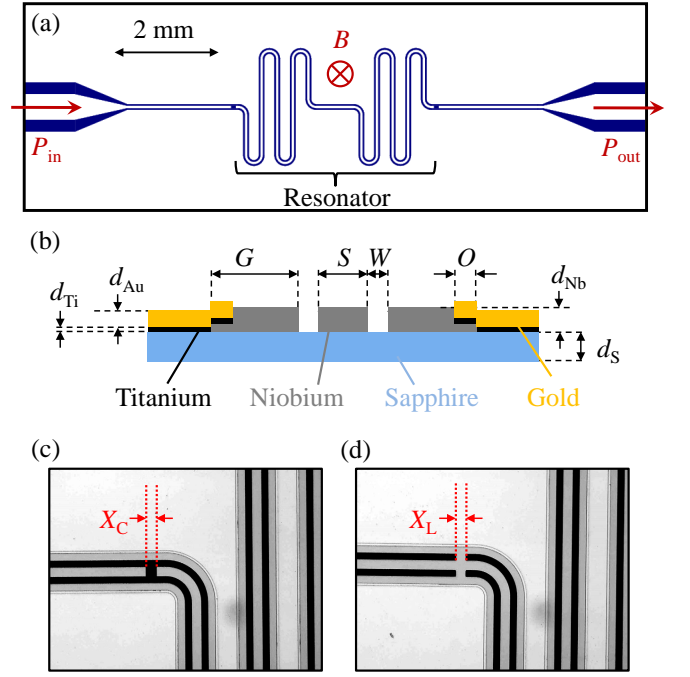 (a)
2 mm
B
P_in
P_out
Resonator
(b)
G S W O
d_Au d_Nb
d_Ti
d_S
Titanium Niobium Sapphire Gold
(c) (d)
X_C X_L